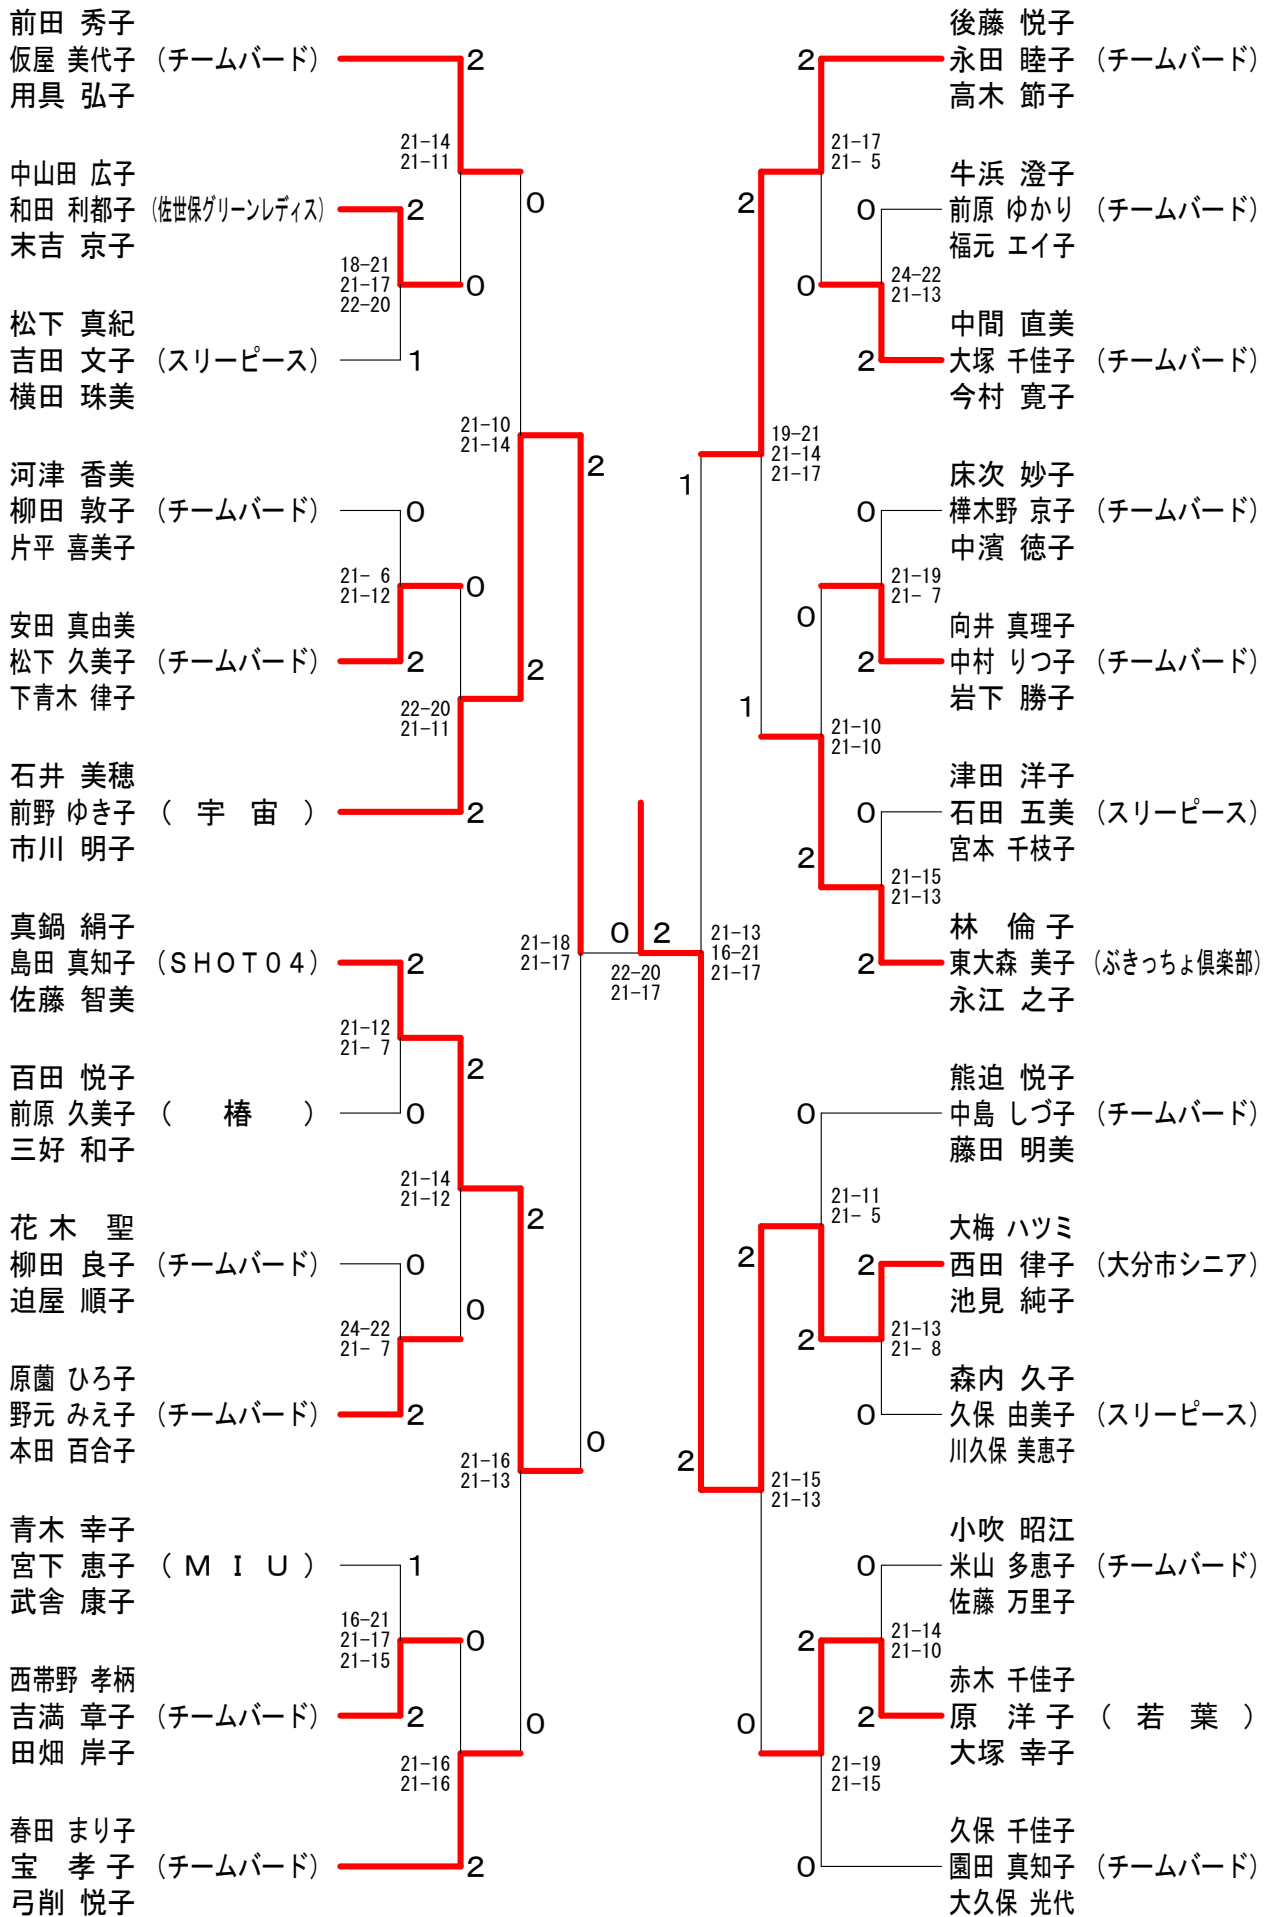 前田 秀子
仮屋 美代子 (チームバード)
用具 弘子
2
21-14
21-11
中山田 広子
和田 利都子 (佐世保グリーンレディス)
末吉 京子
2
0
18-21
21-17
22-20
0
松下 真紀
吉田 文子 (スリーピース)
横田 珠美
1
21-10
21-14
2
河津 香美
柳田 敦子 (チームバード)
片平 喜美子
0
21- 6
21-12
0
安田 真由美
松下 久美子 (チームバード)
下青木 律子
2
2
22-20
21-11
石井 美穂
前野 ゆき子 ( 宇 宙 )
市川 明子
2
真鍋 絹子
島田 真知子 (SHOT04)
佐藤 智美
2
21-18
21-17
0 2
22-20
21-17
21-12
21- 7
2
百田 悦子
前原 久美子 ( 椿 )
三好 和子
0
21-14
21-12
2
花木 聖
柳田 良子 (チームバード)
迫屋 順子
0
0
24-22
21- 7
原薗 ひろ子
野元 みえ子 (チームバード)
本田 百合子
2
0
21-16
21-13
青木 幸子
宮下 恵子 (MIU)
武舎 康子
1
16-21
21-17
21-15
0
西帯野 孝柄
吉満 章子 (チームバード)
田畑 岸子
2
0
21-16
21-16
春田 まり子
宝 孝子 (チームバード)
弓削 悦子
2
後藤 悦子
2 永田 睦子 (チームバード)
高木 節子
21-17
21- 5
2
牛浜 澄子
0 前原 ゆかり (チームバード)
福元 エイ子
0
24-22
21-13
中間 直美
2 大塚 千佳子 (チームバード)
今村 寛子
19-21
21-14
21-17
1
床次 妙子
0 樺木野 京子 (チームバード)
中濱 徳子
21-19
21- 7
0
向井 真理子
2 中村 りつ子 (チームバード)
岩下 勝子
1
21-10
21-10
津田 洋子
0 石田 五美 (スリーピース)
宮本 千枝子
2
21-15
21-13
林 倫子
2 東大森 美子 (ぶきっちょ倶楽部)
永江 之子
21-13
16-21
21-17
熊迫 悦子
0 中島 しづ子 (チームバード)
藤田 明美
21-11
21- 5
2
大梅 ハツミ
2 西田 律子 (大分市シニア)
池見 純子
2
21-13
21- 8
森内 久子
0 久保 由美子 (スリーピース)
川久保 美恵子
2
21-15
21-13
小吹 昭江
0 米山 多恵子 (チームバード)
佐藤 万里子
2
21-14
21-10
赤木 千佳子
2 原 洋子 ( 若 葉 )
大塚 幸子
0
21-19
21-15
久保 千佳子
0 園田 真知子 (チームバード)
大久保 光代